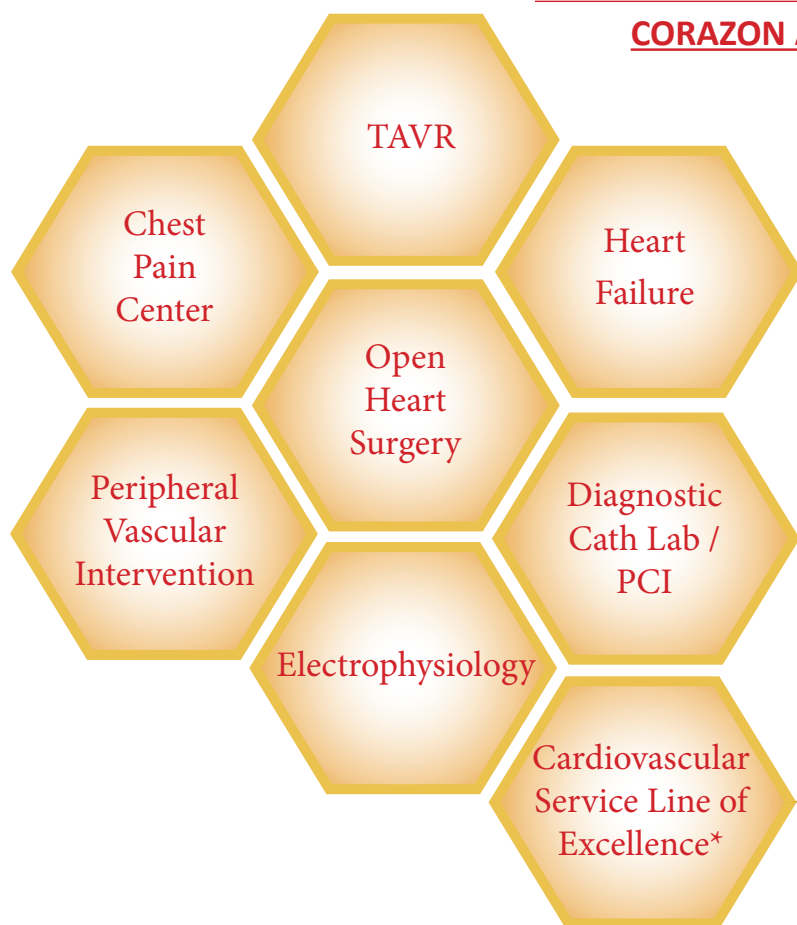 CORAZON
TAVR
Chest
Pain
Center
Heart
Failure
Open
Heart
Surgery
Peripheral
Vascular
Intervention
Diagnostic
Cath Lab /
PCI
Electrophysiology
Cardiovascular
Service Line of
Excellence*